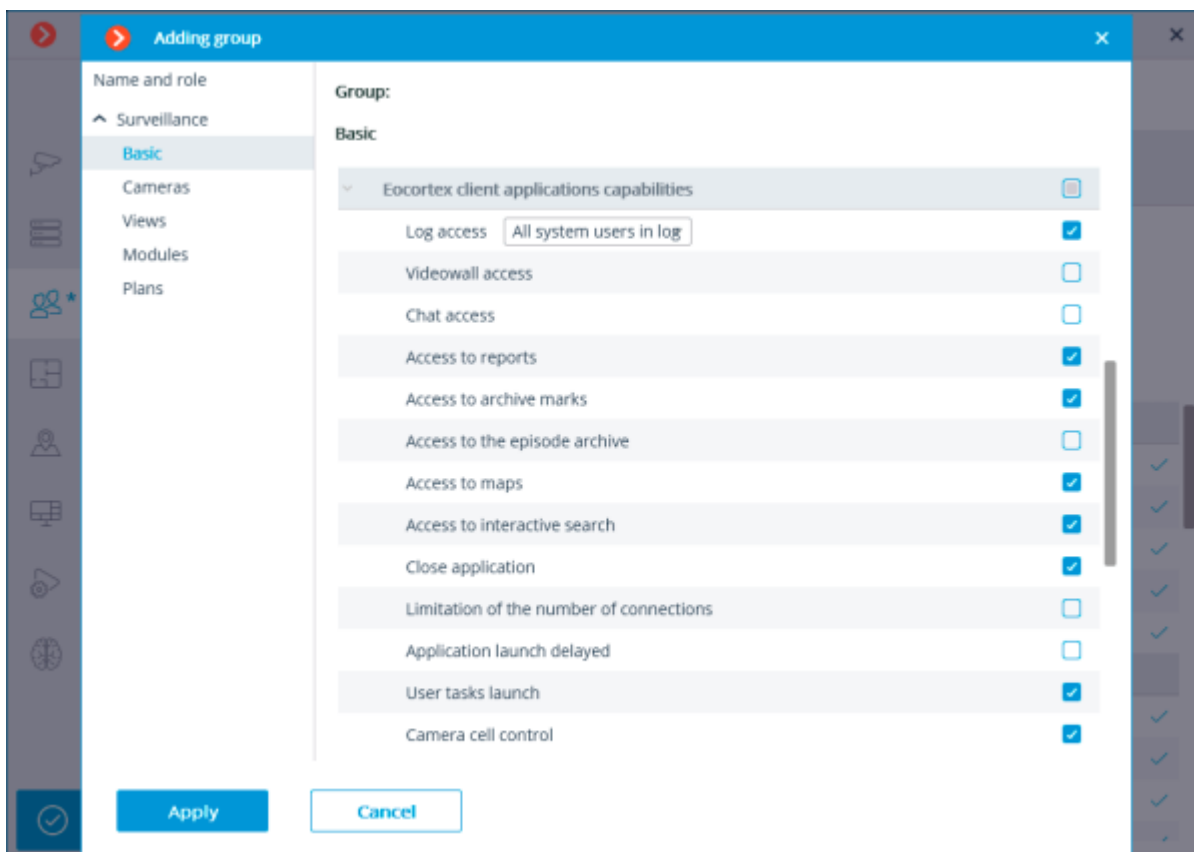 Adding group
Name and role
Surveillance
Basic
Cameras
Views
Modules
Plans
Group:
Basic
Eocortex client applications capabilities
Log access All system users in log
Videowall access
Chat access
Access to reports
Access to archive marks
Access to the episode archive
Access to maps
Access to interactive search
Close application
Limitation of the number of connections
Application launch delayed
User tasks launch
Camera cell control
Apply Cancel